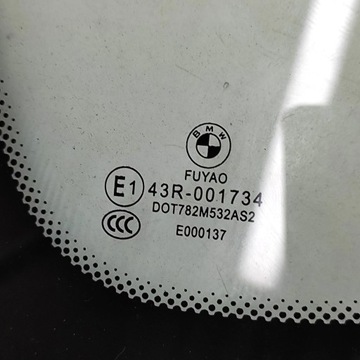 BMW
FUYAO
E1 43R-001734
DOT782M532AS2
CCC E000137